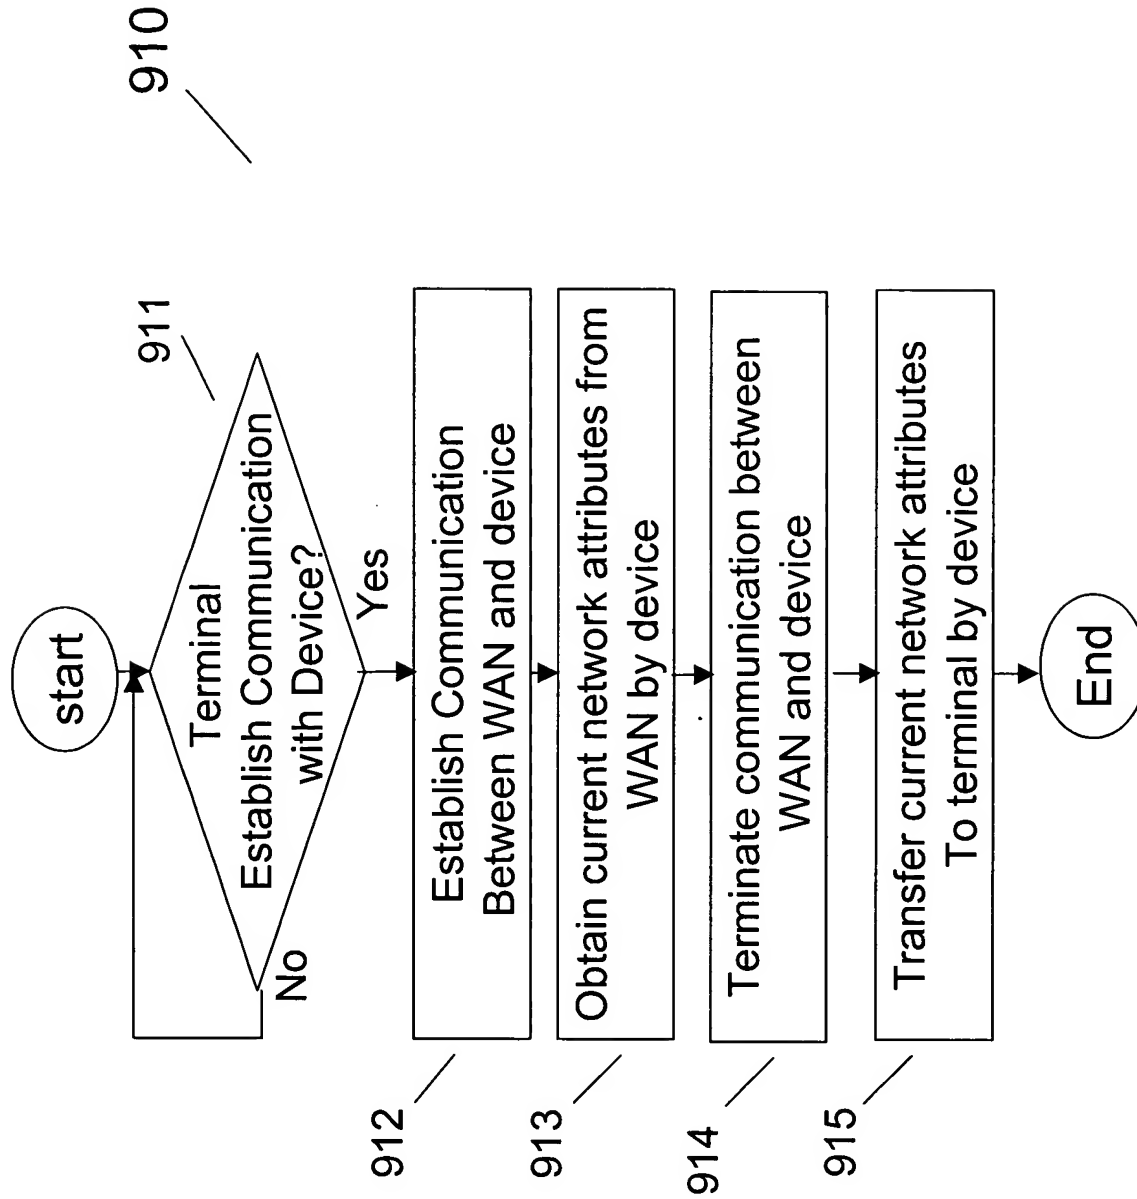 910
start
911
Terminal
Establish Communication
with Device?
No
Yes
912
Establish Communication
Between WAN and device
913
Obtain current network attributes from
WAN by device
914
Terminate communication between
WAN and device
915
Transfer current network attributes
To terminal by device
End